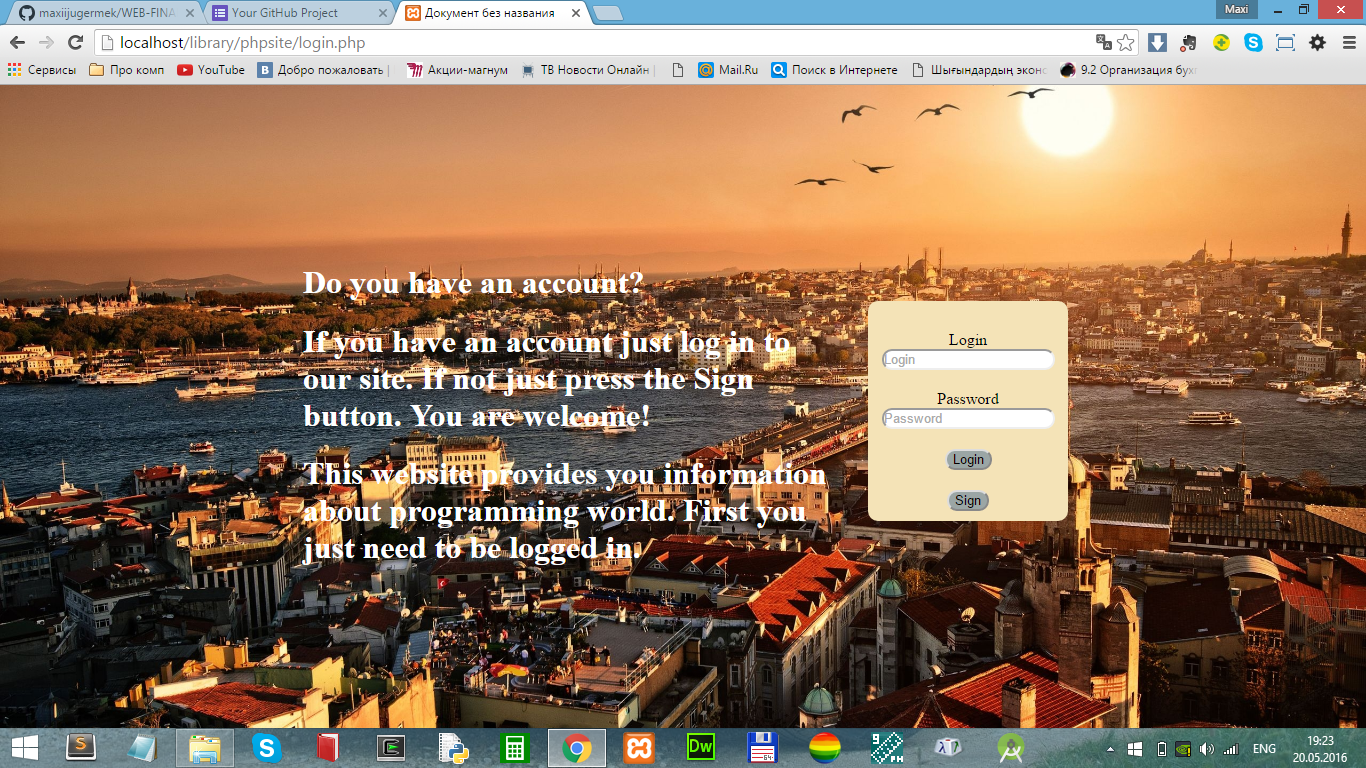 maxiijugermek/WEB-FINA
Your GitHub Project
Документ без названия
Maxi
localhost/library/phpsite/login.php
Сервисы
Про комп
YouTube
Добро пожаловать |
Акции-магнум
ТВ Новости Онлайн |
Mail.Ru
Поиск в Интернете
Шығындардың экон
9.2 Организация бухг
Do you have an account?
If you have an account just log in to
our site. If not just press the Sign
button. You are welcome!
This website provides you information
about programming world. First you
just need to be logged in.
Login
Login
Password
Password
Login
Sign
Dw
ENG
19:23
20.05.2016